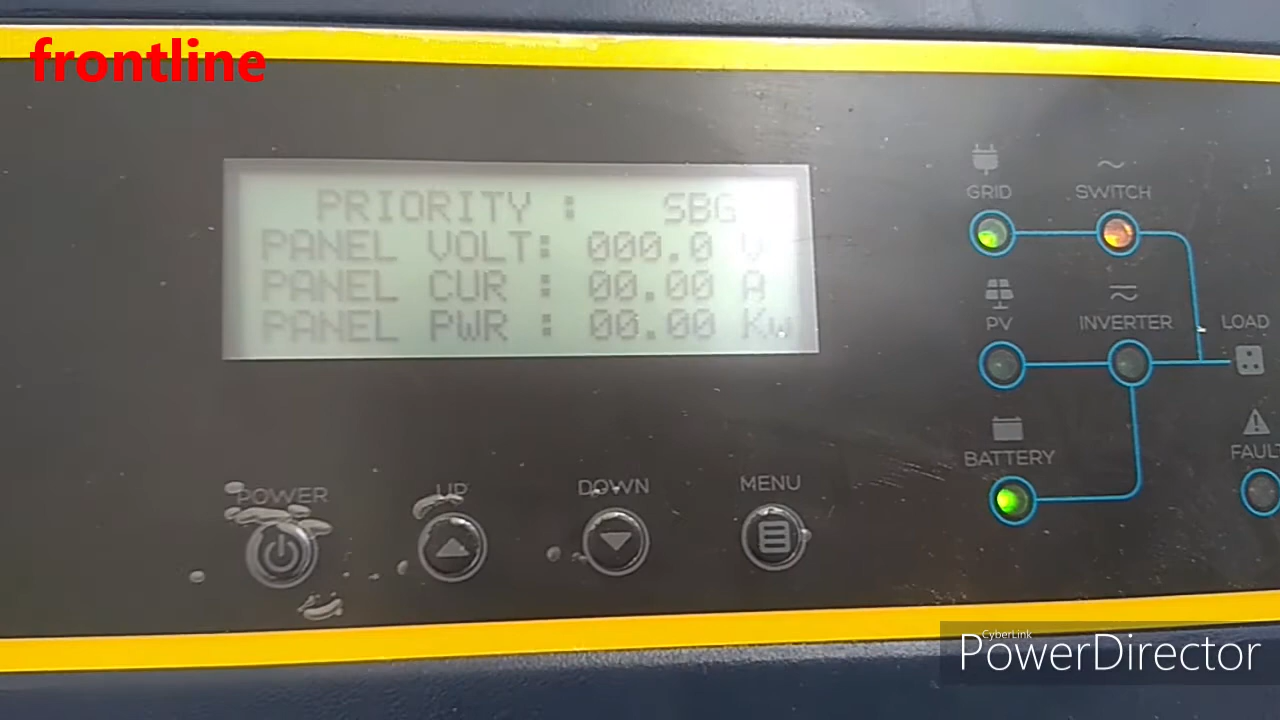 frontline
PRIORITY : SBG
PANEL VOLT: 000.0 V
PANEL CUR : 00.00 A
PANEL PWR : 00.00 Kw
GRID
SWITCH
PV
INVERTER
LOAD
BATTERY
FAULT
POWER
UP
DOWN
MENU
CyberLink
PowerDirector